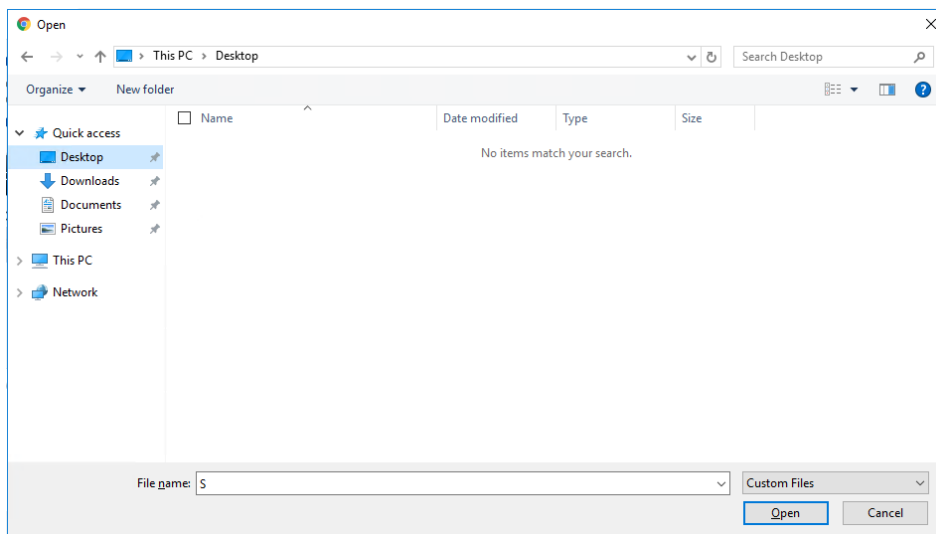 Open
This PC > Desktop
Search Desktop
Organize
New folder
Name
Date modified
Type
Size
No items match your search.
Quick access
Desktop
Downloads
Documents
Pictures
This PC
Network
File name: S
Custom Files
Open
Cancel